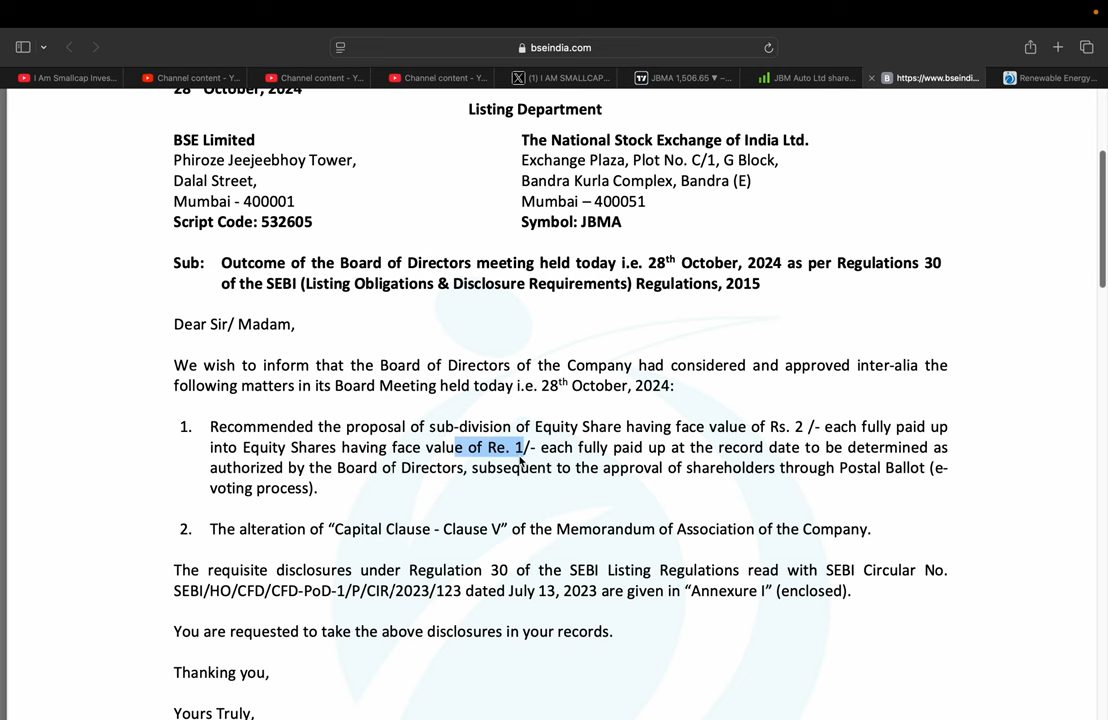 bseindia.com
I Am Smallcap Inves...
Channel content - Y...
Channel content - Y...
Channel content - Y...
(1) I AM SMALLCAP...
JBMA 1,506.65 ▼ −...
JBM Auto Ltd share...
https://www.bseindi...
Renewable Energy...
28th October, 2024
Listing Department
BSE Limited
Phiroze Jeejeebhoy Tower,
Dalal Street,
Mumbai - 400001
Script Code: 532605
The National Stock Exchange of India Ltd.
Exchange Plaza, Plot No. C/1, G Block,
Bandra Kurla Complex, Bandra (E)
Mumbai – 400051
Symbol: JBMA
Sub: Outcome of the Board of Directors meeting held today i.e. 28th October, 2024 as per Regulations 30
of the SEBI (Listing Obligations & Disclosure Requirements) Regulations, 2015
Dear Sir/ Madam,
We wish to inform that the Board of Directors of the Company had considered and approved inter-alia the
following matters in its Board Meeting held today i.e. 28th October, 2024:
1. Recommended the proposal of sub-division of Equity Share having face value of Rs. 2 /- each fully paid up
into Equity Shares having face value of Re. 1/- each fully paid up at the record date to be determined as
authorized by the Board of Directors, subsequent to the approval of shareholders through Postal Ballot (e-
voting process).
2. The alteration of “Capital Clause - Clause V” of the Memorandum of Association of the Company.
The requisite disclosures under Regulation 30 of the SEBI Listing Regulations read with SEBI Circular No.
SEBI/HO/CFD/CFD-PoD-1/P/CIR/2023/123 dated July 13, 2023 are given in “Annexure I” (enclosed).
You are requested to take the above disclosures in your records.
Thanking you,
Yours Truly,